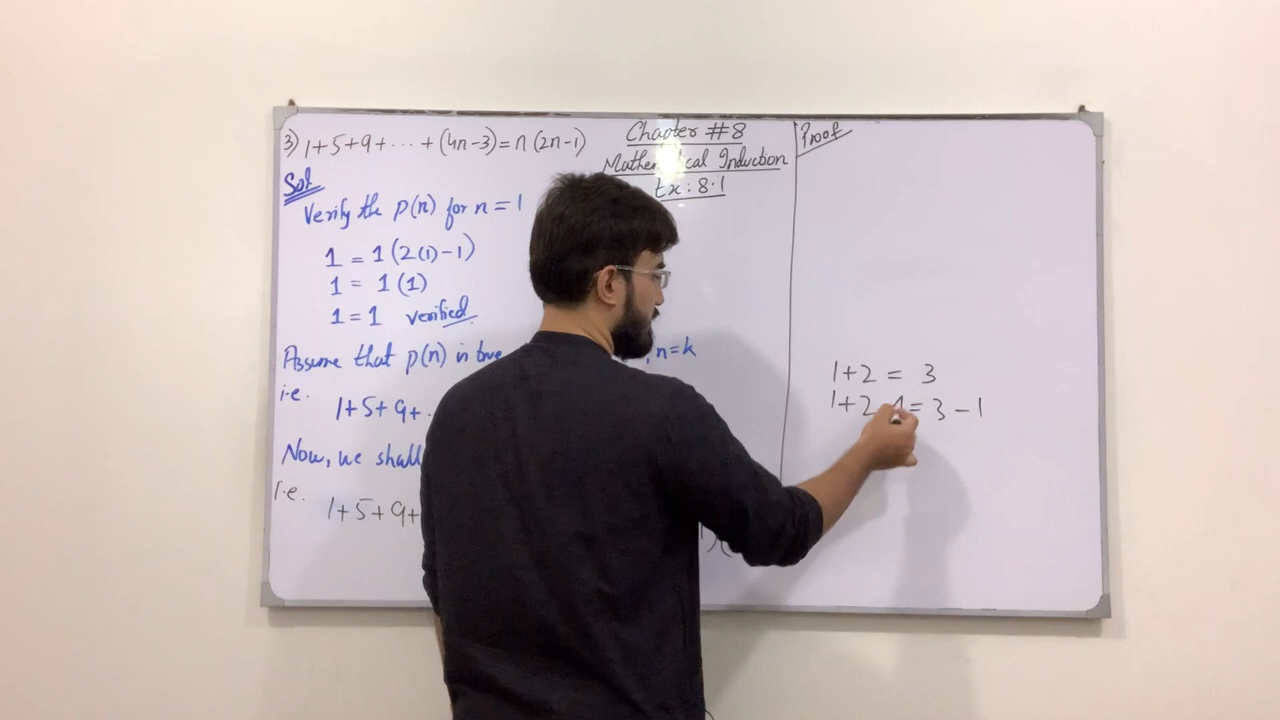 3) 1+5+9+ ... + (4n-3) = n (2n-1)
Chapter #8
Mathematical Induction
Ex: 8.1
Sol
Verify the p(n) for n = 1
1 = 1 (2(1) - 1)
1 = 1 (1)
1 = 1 verified
Assume that p(n) is true , n=k
i.e.
1+5+9+
Now, we shall
i.e.
1+5+9+
Proof
1+2 = 3
1+2 = 3 - 1